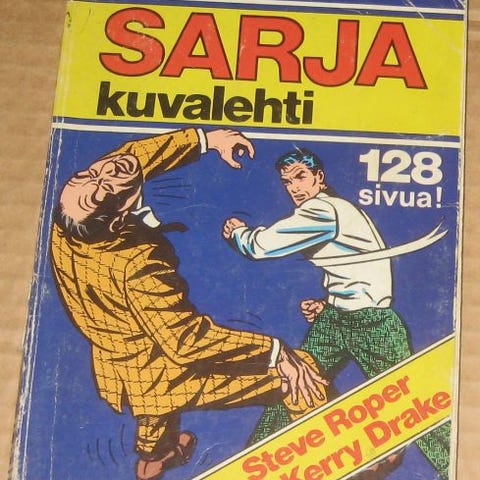 SARJA
kuvalehti
128
sivua!
Steve Roper
Kerry Drake